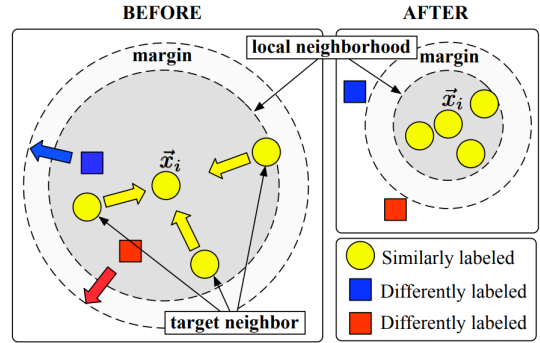 BEFORE
AFTER
local neighborhood
margin
margin
x⃗i
x⃗i
target neighbor
Similarly labeled
Differently labeled
Differently labeled